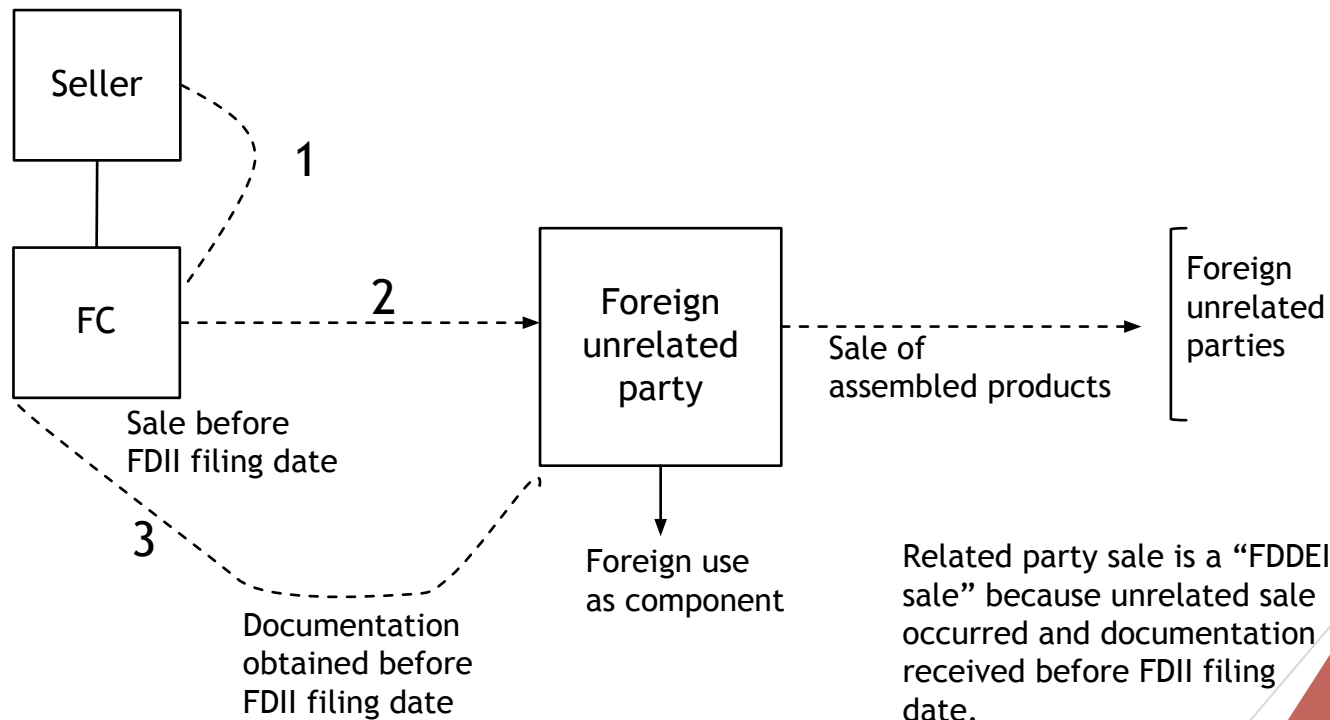 Seller
1
FC
2
Foreign
unrelated
party
Sale of
assembled products
Foreign
unrelated
parties
Sale before
FDII filing date
3
Documentation
obtained before
FDII filing date
Foreign use
as component
Related party sale is a “FDDEI
sale” because unrelated sale
occurred and documentation
received before FDII filing
date.